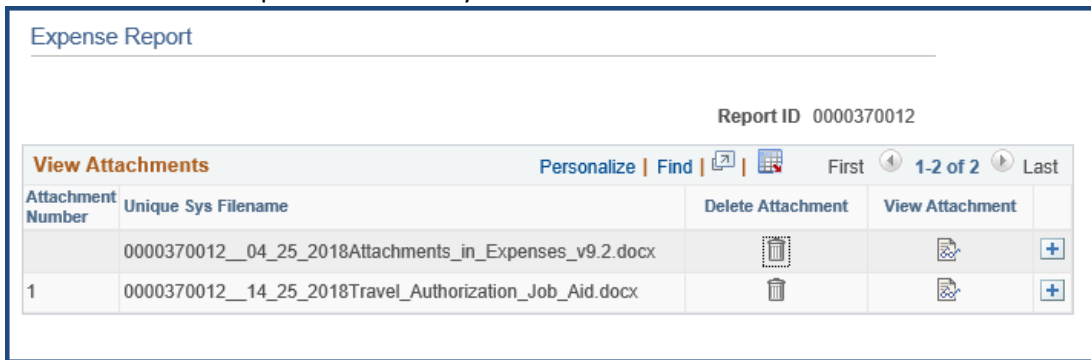 Expense Report
Report ID 0000370012
View Attachments Personalize | Find | | First 1-2 of 2 Last
Attachment Number Unique Sys Filename Delete Attachment View Attachment
0000370012__04_25_2018Attachments_in_Expenses_v9.2.docx
1 0000370012__14_25_2018Travel_Authorization_Job_Aid.docx